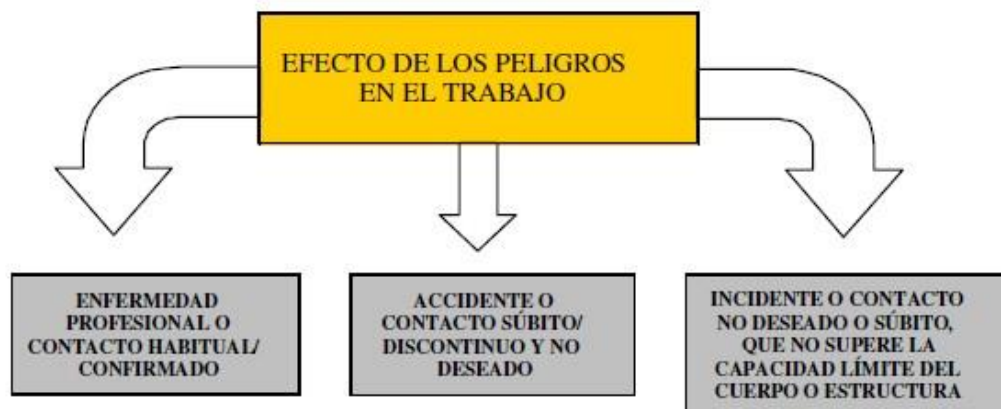 EFECTO DE LOS PELIGROS
EN EL TRABAJO
ENFERMEDAD
PROFESIONAL O
CONTACTO HABITUAL/
CONFIRMADO
ACCIDENTE O
CONTACTO SÚBITO/
DISCONTINUO Y NO
DESEADO
INCIDENTE O CONTACTO
NO DESEADO O SÚBITO,
QUE NO SUPERE LA
CAPACIDAD LÍMITE DEL
CUERPO O ESTRUCTURA